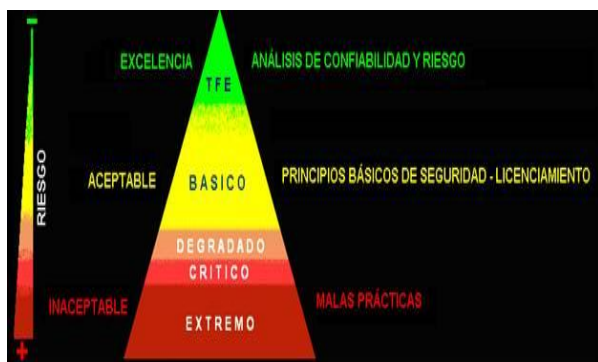 −
EXCELENCIA
ANÁLISIS DE CONFIABILIDAD Y RIESGO
TFE
RIESGO
ACEPTABLE
BASICO
PRINCIPIOS BÁSICOS DE SEGURIDAD - LICENCIAMIENTO
DEGRADADO
CRITICO
INACEPTABLE
MALAS PRÁCTICAS
EXTREMO
+